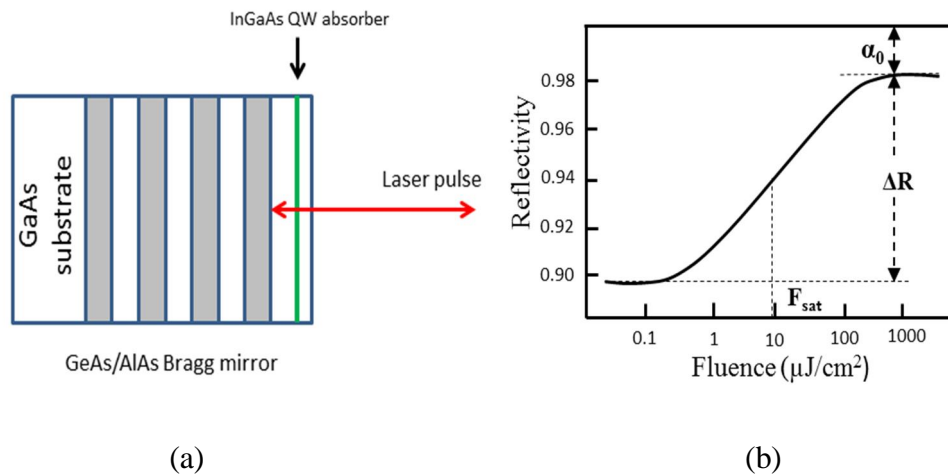 InGaAs QW absorber
GaAs
substrate
Laser pulse
GeAs/AlAs Bragg mirror
(a)
Reflectivity
0.98
0.96
0.94
0.92
0.90
α₀
ΔR
F_sat
0.1 1 10 100 1000
Fluence (µJ/cm²)
(b)